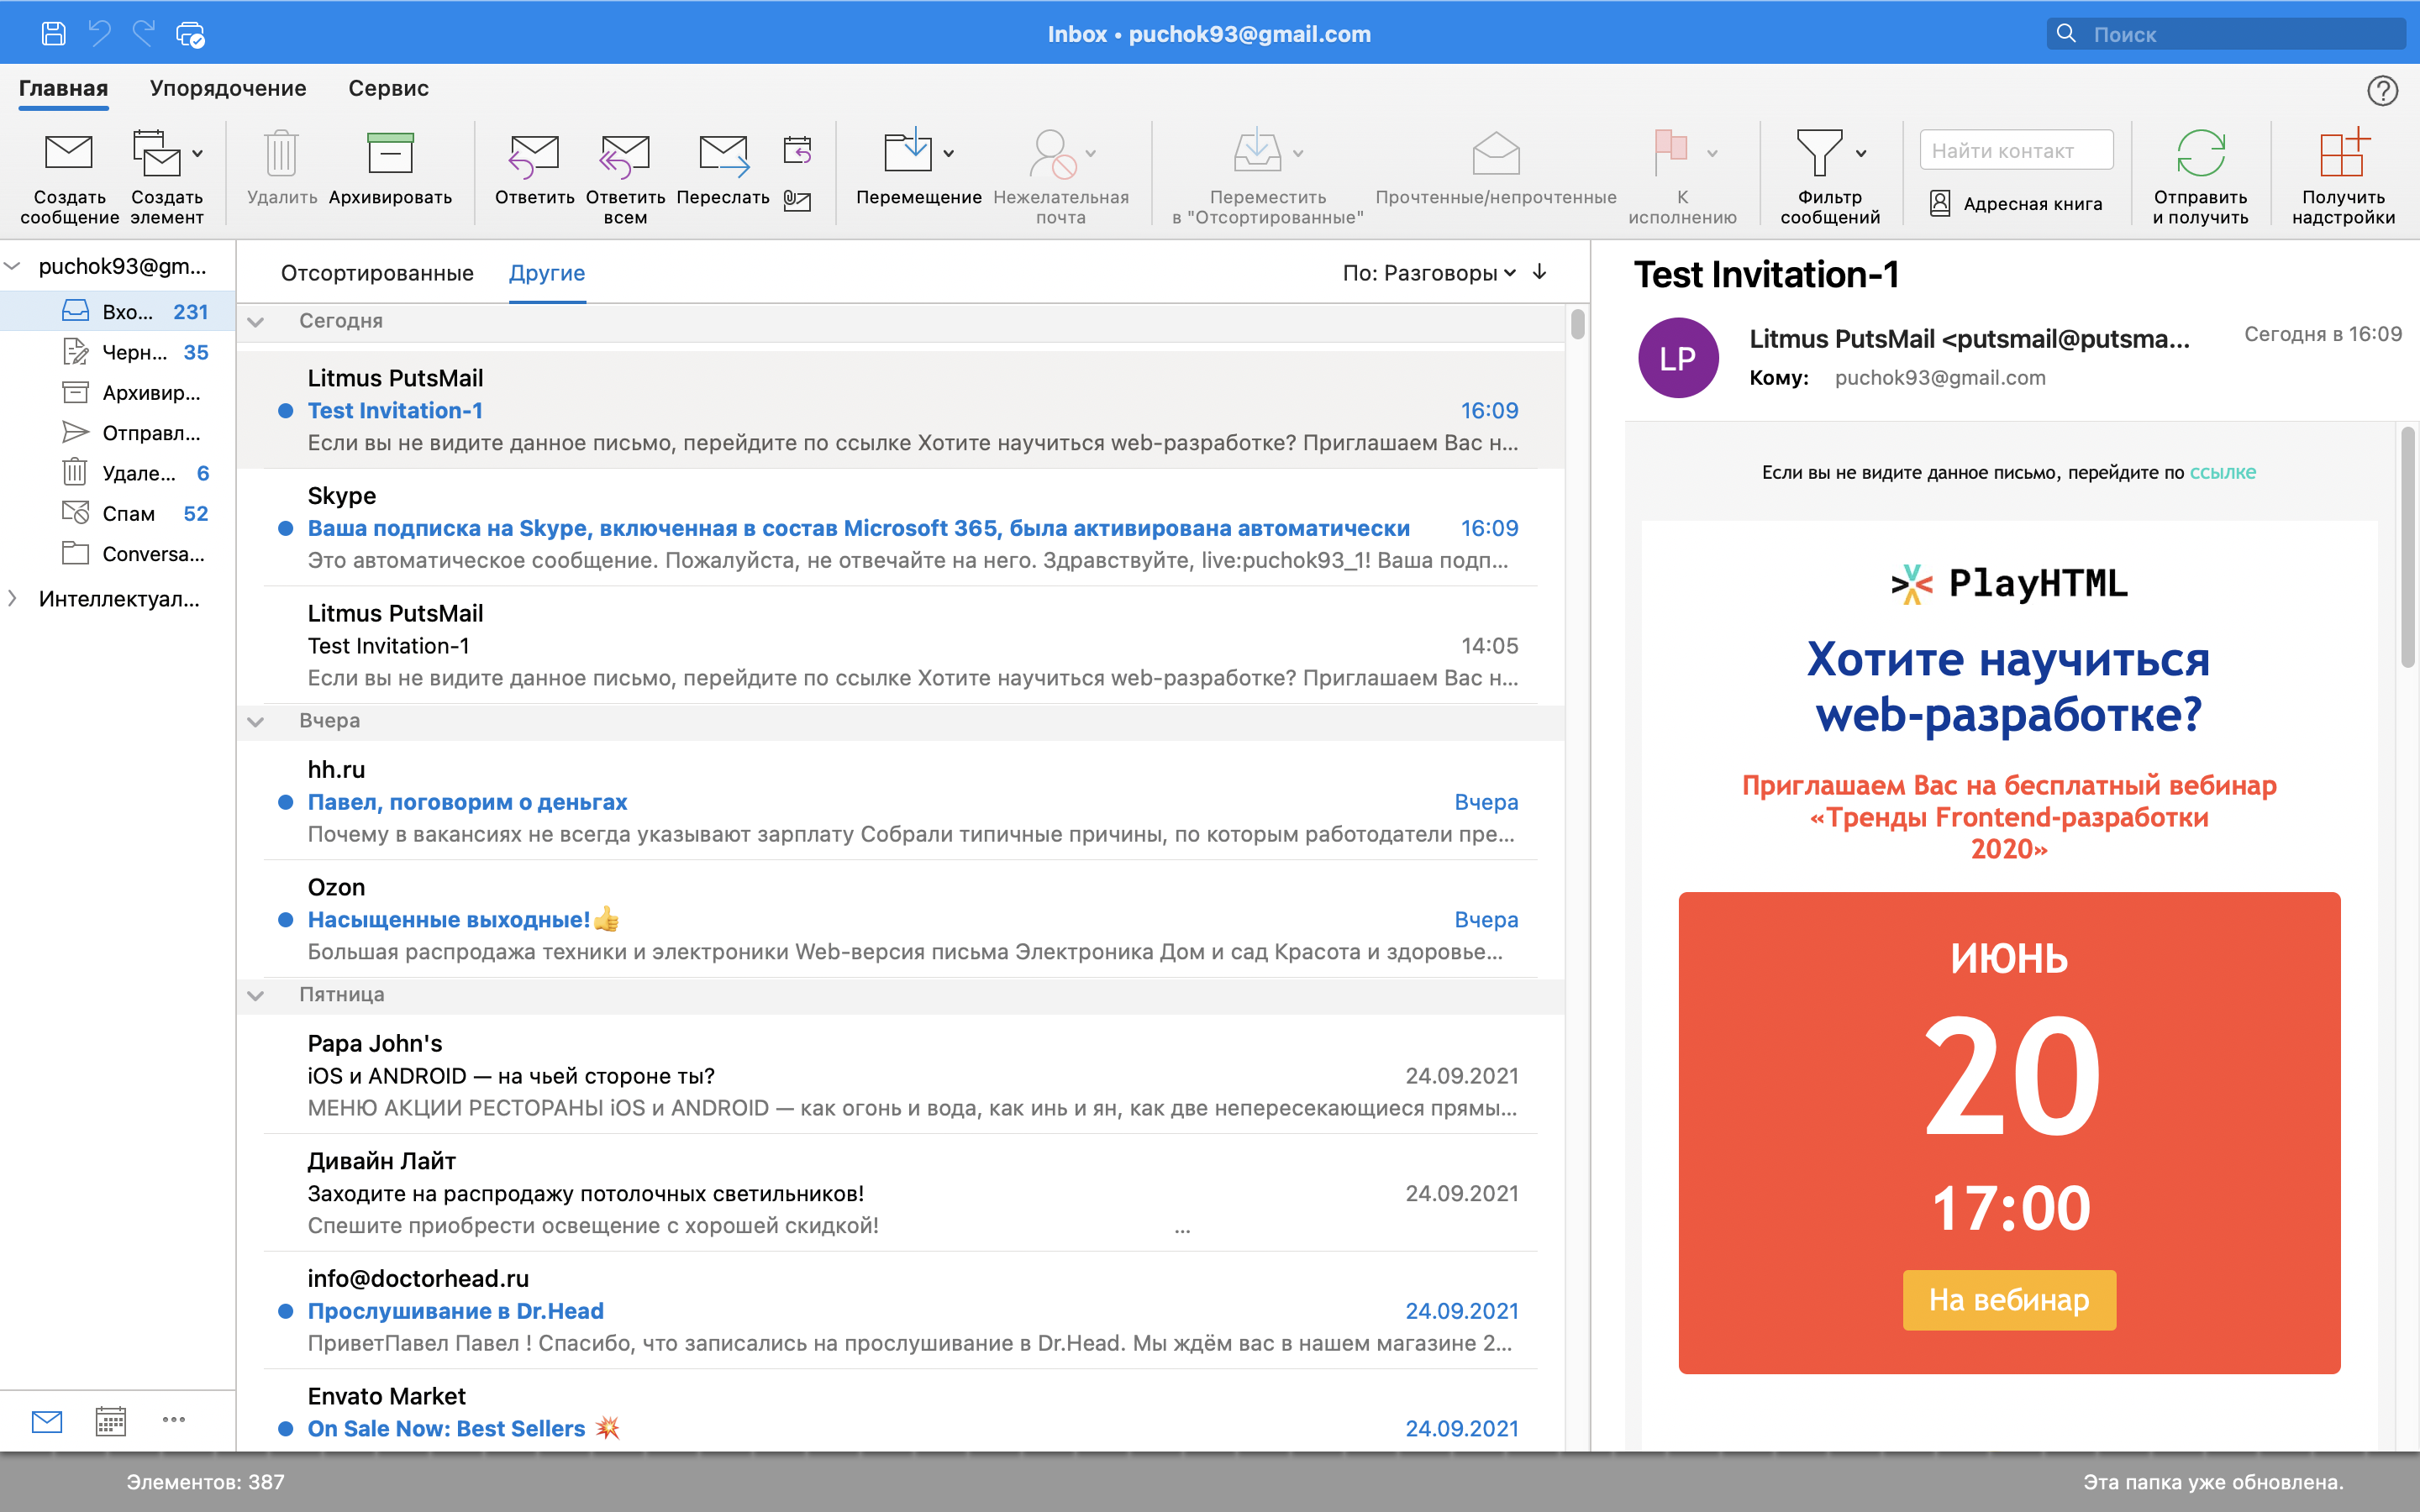 Inbox • puchok93@gmail.com
Поиск
Главная
Упорядочение
Сервис
Создать сообщение
Создать элемент
Удалить
Архивировать
Ответить
Ответить всем
Переслать
Перемещение
Нежелательная почта
Переместить в "Отсортированные"
Прочтенные/непрочтенные
К исполнению
Фильтр сообщений
Найти контакт
Адресная книга
Отправить и получить
Получить надстройки
puchok93@gm...
Вхо... 231
Черн... 35
Архивир...
Отправл...
Удале... 6
Спам 52
Conversa...
Интеллектуал...
Отсортированные
Другие
По: Разговоры
Сегодня
Litmus PutsMail
Test Invitation-1 16:09
Если вы не видите данное письмо, перейдите по ссылке Хотите научиться web-разработке? Приглашаем Вас н...
Skype
Ваша подписка на Skype, включенная в состав Microsoft 365, была активирована автоматически 16:09
Это автоматическое сообщение. Пожалуйста, не отвечайте на него. Здравствуйте, live:puchok93_1! Ваша подп...
Litmus PutsMail
Test Invitation-1 14:05
Если вы не видите данное письмо, перейдите по ссылке Хотите научиться web-разработке? Приглашаем Вас н...
Вчера
hh.ru
Павел, поговорим о деньгах Вчера
Почему в вакансиях не всегда указывают зарплату Собрали типичные причины, по которым работодатели пре...
Ozon
Насыщенные выходные!👍 Вчера
Большая распродажа техники и электроники Web-версия письма Электроника Дом и сад Красота и здоровье...
Пятница
Papa John's
iOS и ANDROID — на чьей стороне ты? 24.09.2021
МЕНЮ АКЦИИ РЕСТОРАНЫ iOS и ANDROID — как огонь и вода, как инь и ян, как две непересекающиеся прямы...
Дивайн Лайт
Заходите на распродажу потолочных светильников! 24.09.2021
Спешите приобрести освещение с хорошей скидкой! ...
info@doctorhead.ru
Прослушивание в Dr.Head 24.09.2021
ПриветПавел Павел ! Спасибо, что записались на прослушивание в Dr.Head. Мы ждём вас в нашем магазине 2...
Envato Market
On Sale Now: Best Sellers 💥 24.09.2021
Test Invitation-1
LP
Litmus PutsMail <putsmail@putsma...
Сегодня в 16:09
Кому: puchok93@gmail.com
Если вы не видите данное письмо, перейдите по ссылке
PlayHTML
Хотите научиться
web-разработке?
Приглашаем Вас на бесплатный вебинар
«Тренды Frontend-разработки
2020»
ИЮНЬ
20
17:00
На вебинар
Элементов: 387
Эта папка уже обновлена.